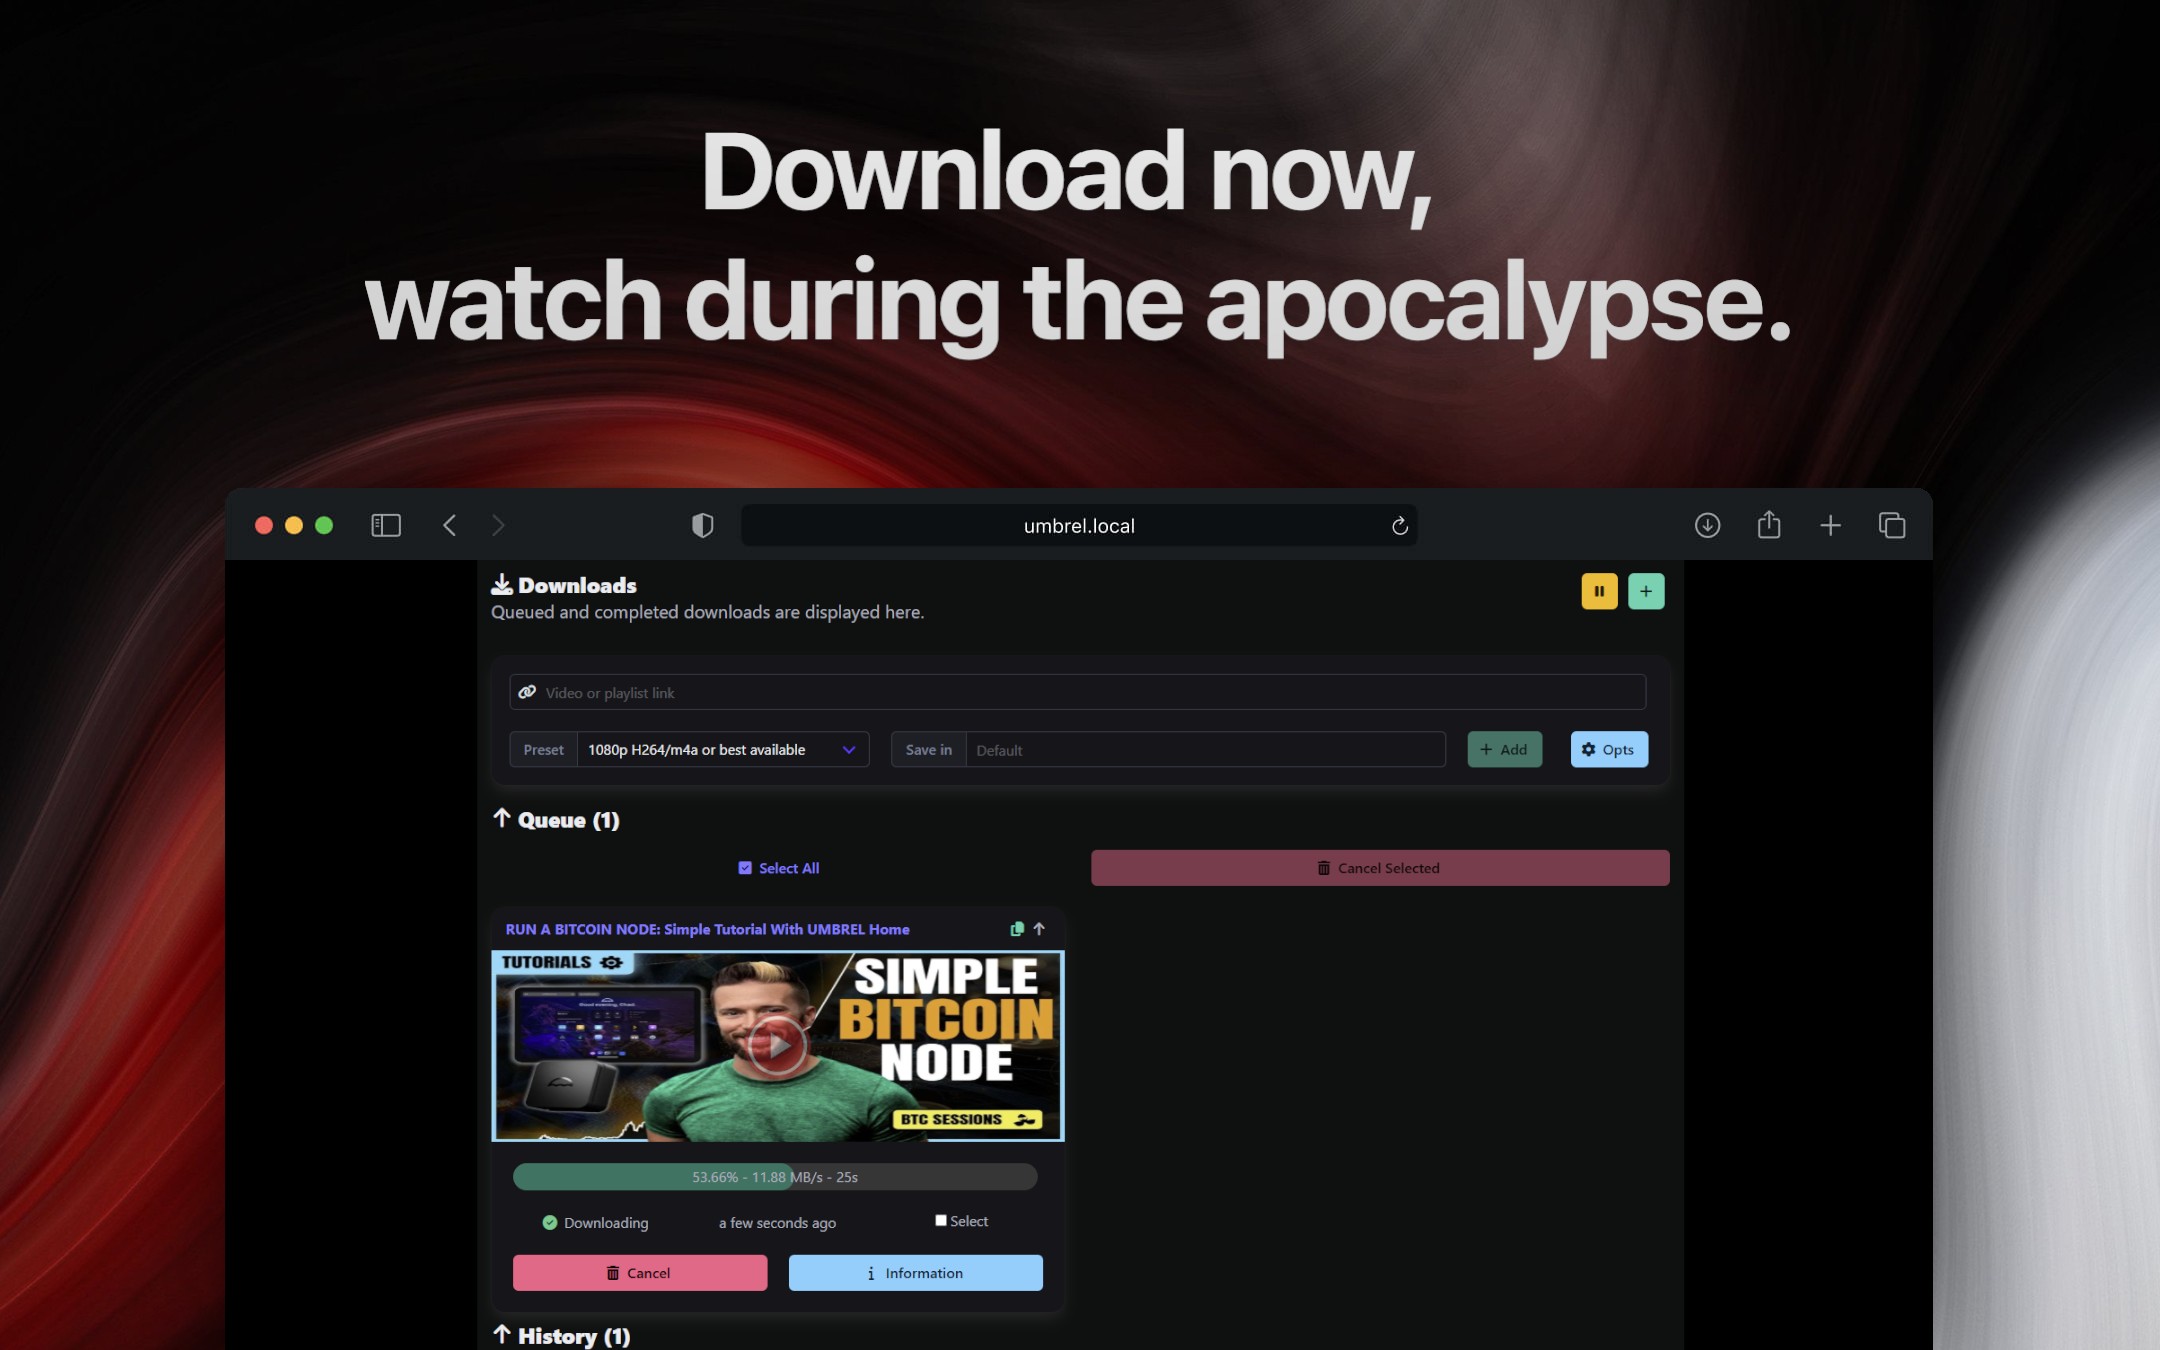 Download now,
watch during the apocalypse.
umbrel.local
Downloads
Queued and completed downloads are displayed here.
Video or playlist link
Preset 1080p H264/m4a or best available Save in Default + Add Opts
Queue (1)
Select All Cancel Selected
RUN A BITCOIN NODE: Simple Tutorial With UMBREL Home
TUTORIALS
SIMPLE
BITCOIN
NODE
BTC SESSIONS
53.66% - 11.88 MB/s - 25s
Downloading a few seconds ago Select
Cancel Information
History (1)